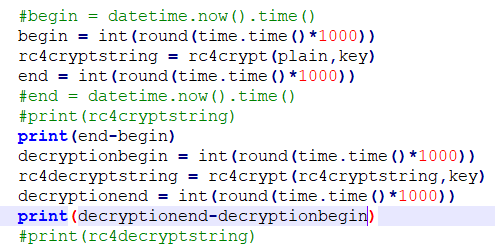 #begin = datetime.now().time()
begin = int(round(time.time()*1000))
rc4cryptstring = rc4crypt(plain,key)
end = int(round(time.time()*1000))
#end = datetime.now().time()
#print(rc4cryptstring)
print(end-begin)
decryptionbegin = int(round(time.time()*1000))
rc4decryptstring = rc4crypt(rc4cryptstring,key)
decryptionend = int(round(time.time()*1000))
print(decryptionend-decryptionbegin)
#print(rc4decryptstring)